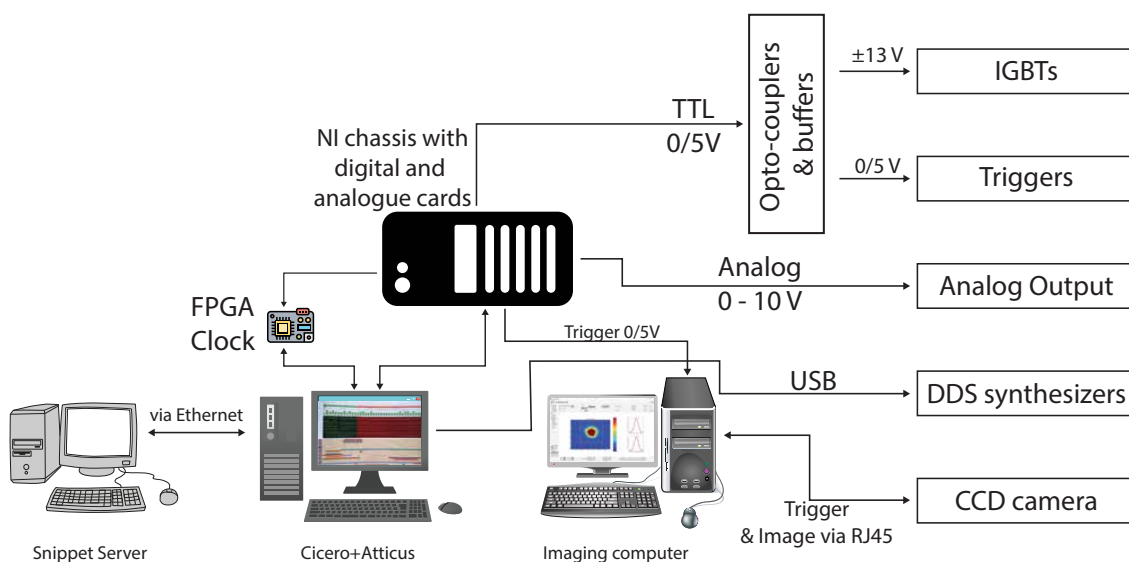 ±13 V
IGBTs
Opto-couplers
& buffers
TTL
0/5V
NI chassis with
digital and
analogue cards
0/5 V
Triggers
Analog
0 - 10 V
Analog Output
FPGA
Clock
Trigger 0/5V
USB
DDS synthesizers
via Ethernet
CCD camera
Trigger
& Image via RJ45
Snippet Server
Cicero+Atticus
Imaging computer